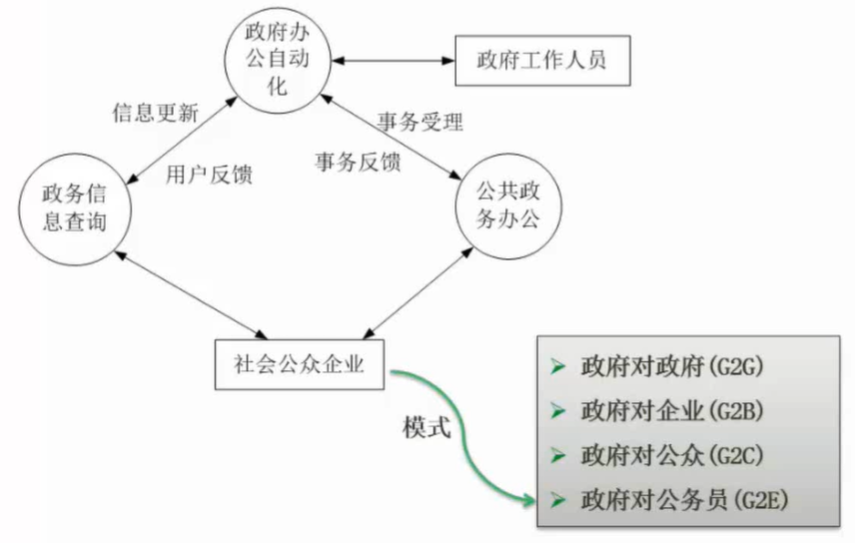 政府办
公自动
化
政府工作人员
信息更新
事务受理
用户反馈
事务反馈
政务信
息查询
公共政
务办公
社会公众企业
模式
政府对政府(G2G)
政府对企业(G2B)
政府对公众(G2C)
政府对公务员(G2E)